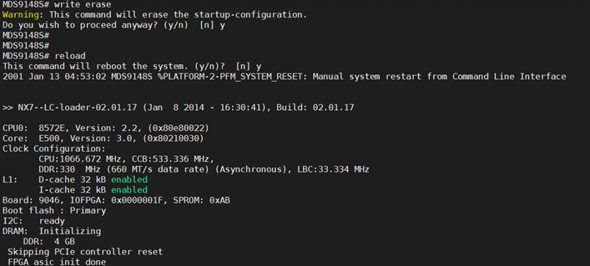 MDS9148S# write erase
Warning: This command will erase the startup-configuration.
Do you wish to proceed anyway? (y/n)  [n] y
MDS9148S#
MDS9148S#
MDS9148S# reload
This command will reboot the system. (y/n)?  [n] y
2001 Jan 13 04:53:02 MDS9148S %PLATFORM-2-PFM_SYSTEM_RESET: Manual system restart from Command Line Interface
>> NX7--LC-loader-02.01.17 (Jan  8 2014 - 16:30:41), Build: 02.01.17
CPU0:  8572E, Version: 2.2, (0x80e80022)
Core:  E500, Version: 3.0, (0x80210030)
Clock Configuration:
CPU:1066.672 MHz, CCB:533.336 MHz,
DDR:330  MHz (660 MT/s data rate) (Asynchronous), LBC:33.334 MHz
L1:    D-cache 32 kB enabled
I-cache 32 kB enabled
Board: 9046, IOFPGA: 0x0000001F, SPROM: 0xAB
Boot flash : Primary
I2C:   ready
DRAM:  Initializing
DDR:  4 GB
Skipping PCIe controller reset
FPGA asic init done